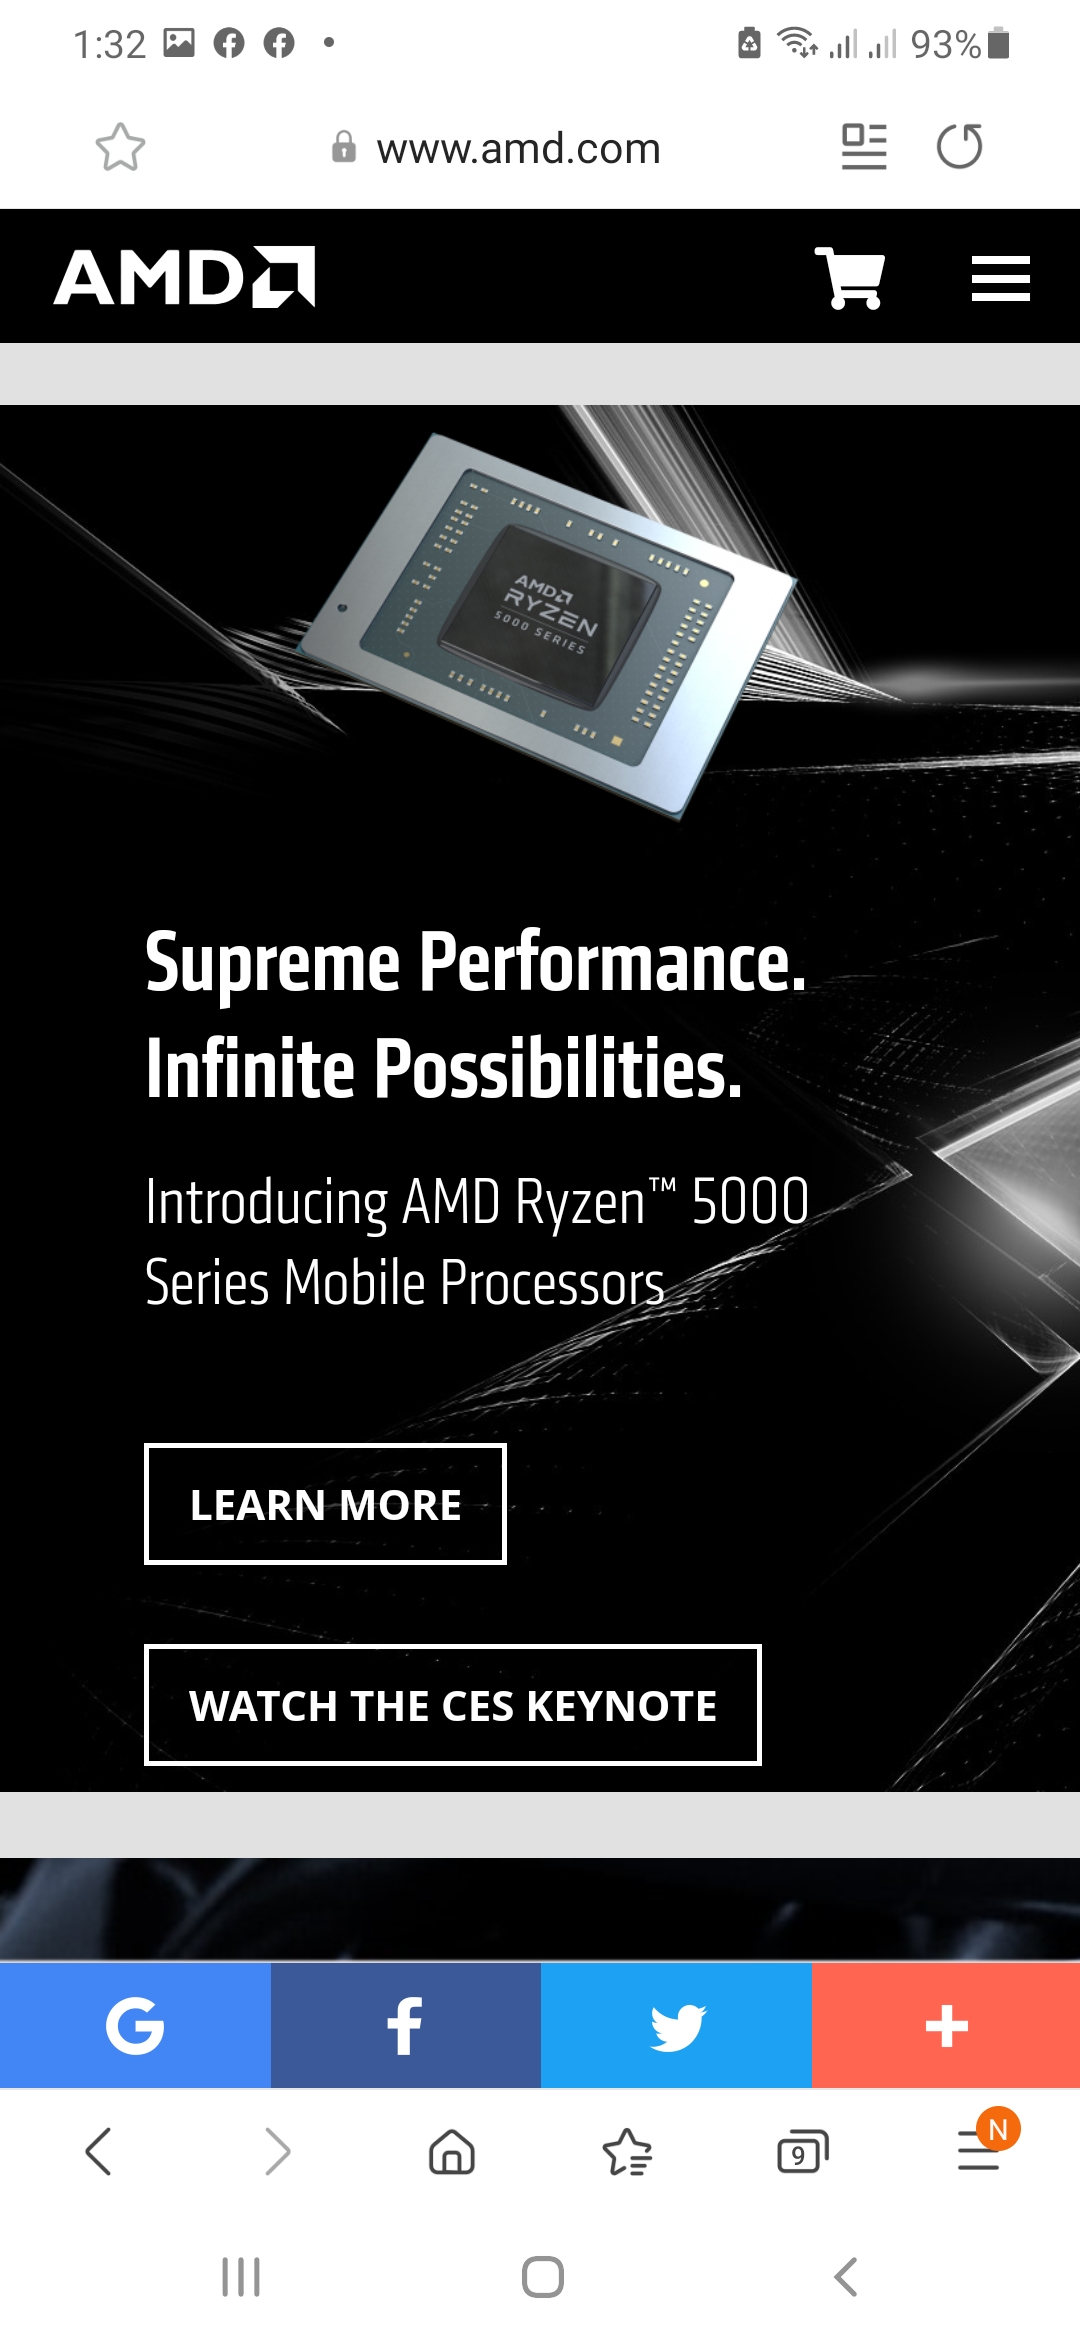 1:32 93%
www.amd.com
AMD
AMD
RYZEN
5000 SERIES
Supreme Performance.
Infinite Possibilities.
Introducing AMD Ryzen™ 5000
Series Mobile Processors
LEARN MORE
WATCH THE CES KEYNOTE
G f +
9 N